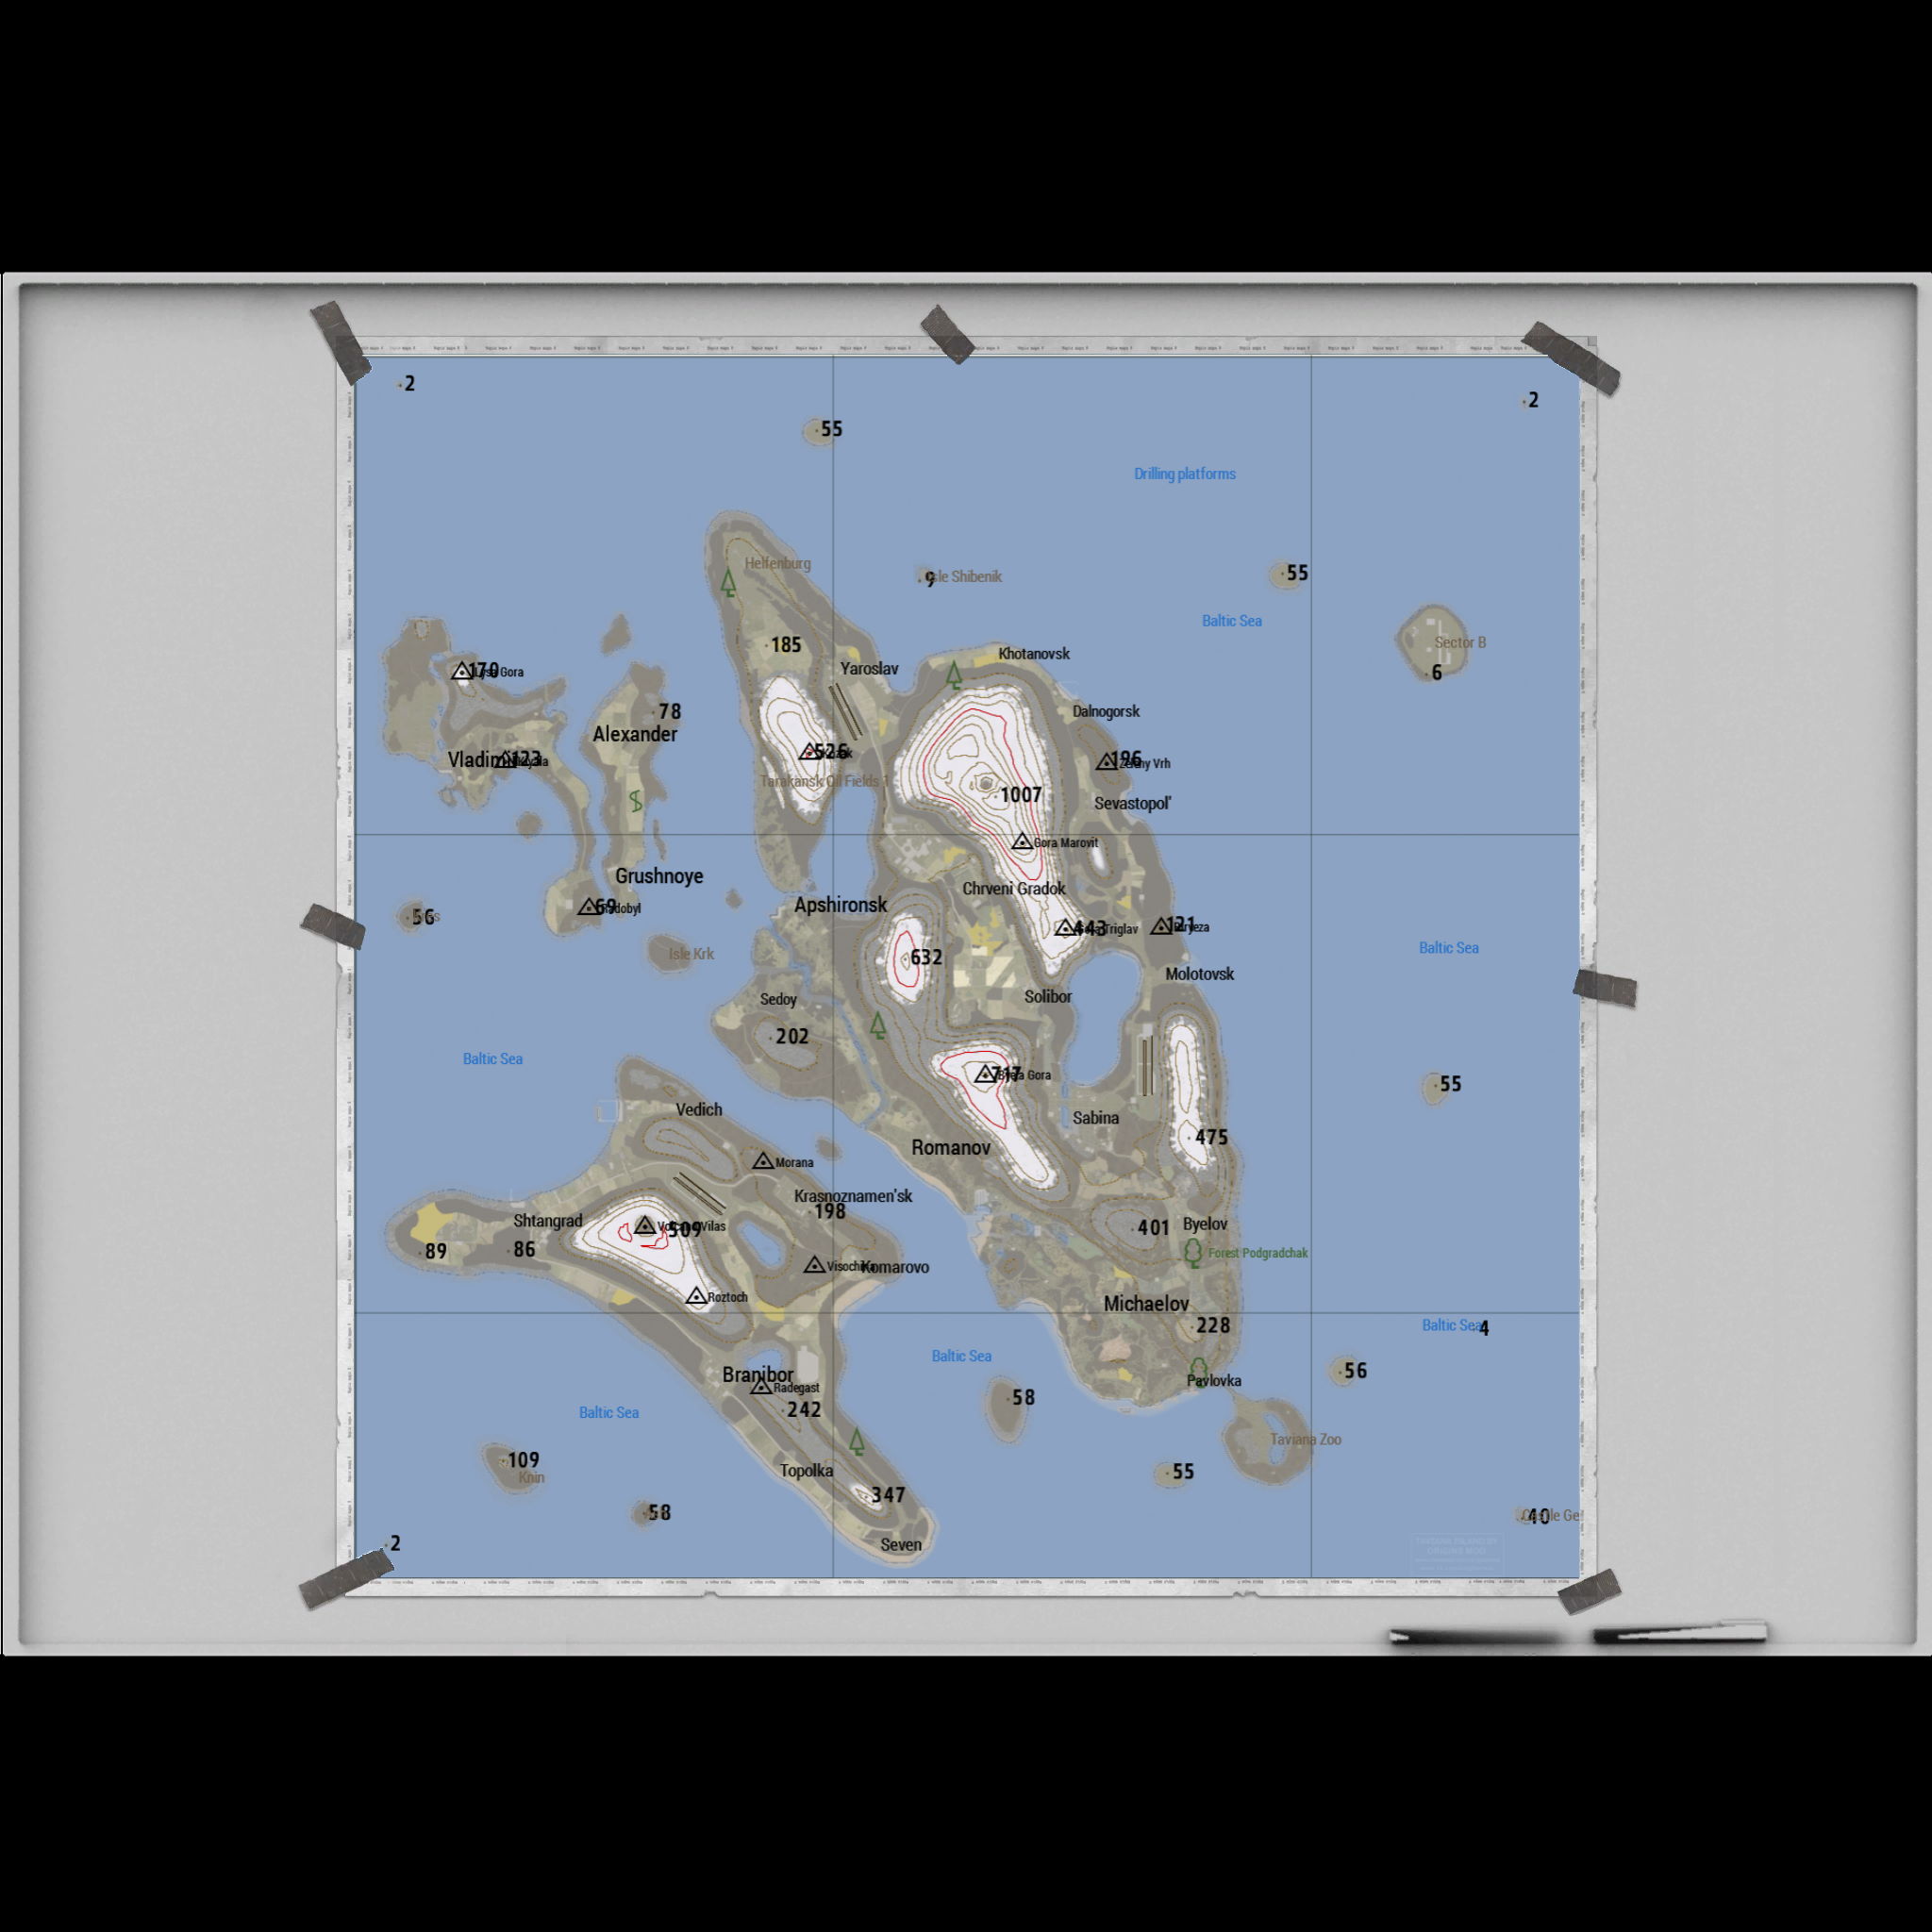 2
2
55
Drilling platforms
Helfenburg
55
9
Isle Shibenik
Baltic Sea
185
Sector B
6
Khotanovsk
Yaroslav
170
Lysa Gora
78
Dalnogorsk
Alexander
526
Vladimir
123
196
Zeleny Vrh
Tarakansk Oil Fields 1
1007
Sevastopol'
Gora Marovit
Grushnoye
Chrveni Gradok
Apshironsk
69
56
443
Triglav
121
632
Baltic Sea
Isle Krk
Molotovsk
Sedoy
Solibor
202
Baltic Sea
717
Gora
55
Vedich
Sabina
475
Romanov
Morana
Krasnoznamen'sk
198
Shtangrad
Byelov
401
Vilas
509
89
86
Forest Podgradchak
Komarovo
Roztoch
Michaelov
228
Baltic Sea
4
Baltic Sea
Branibor
56
Radegast
Pavlovka
58
242
Baltic Sea
Taviana Zoo
109
Topolka
55
Knin
347
58
40
Seven
2